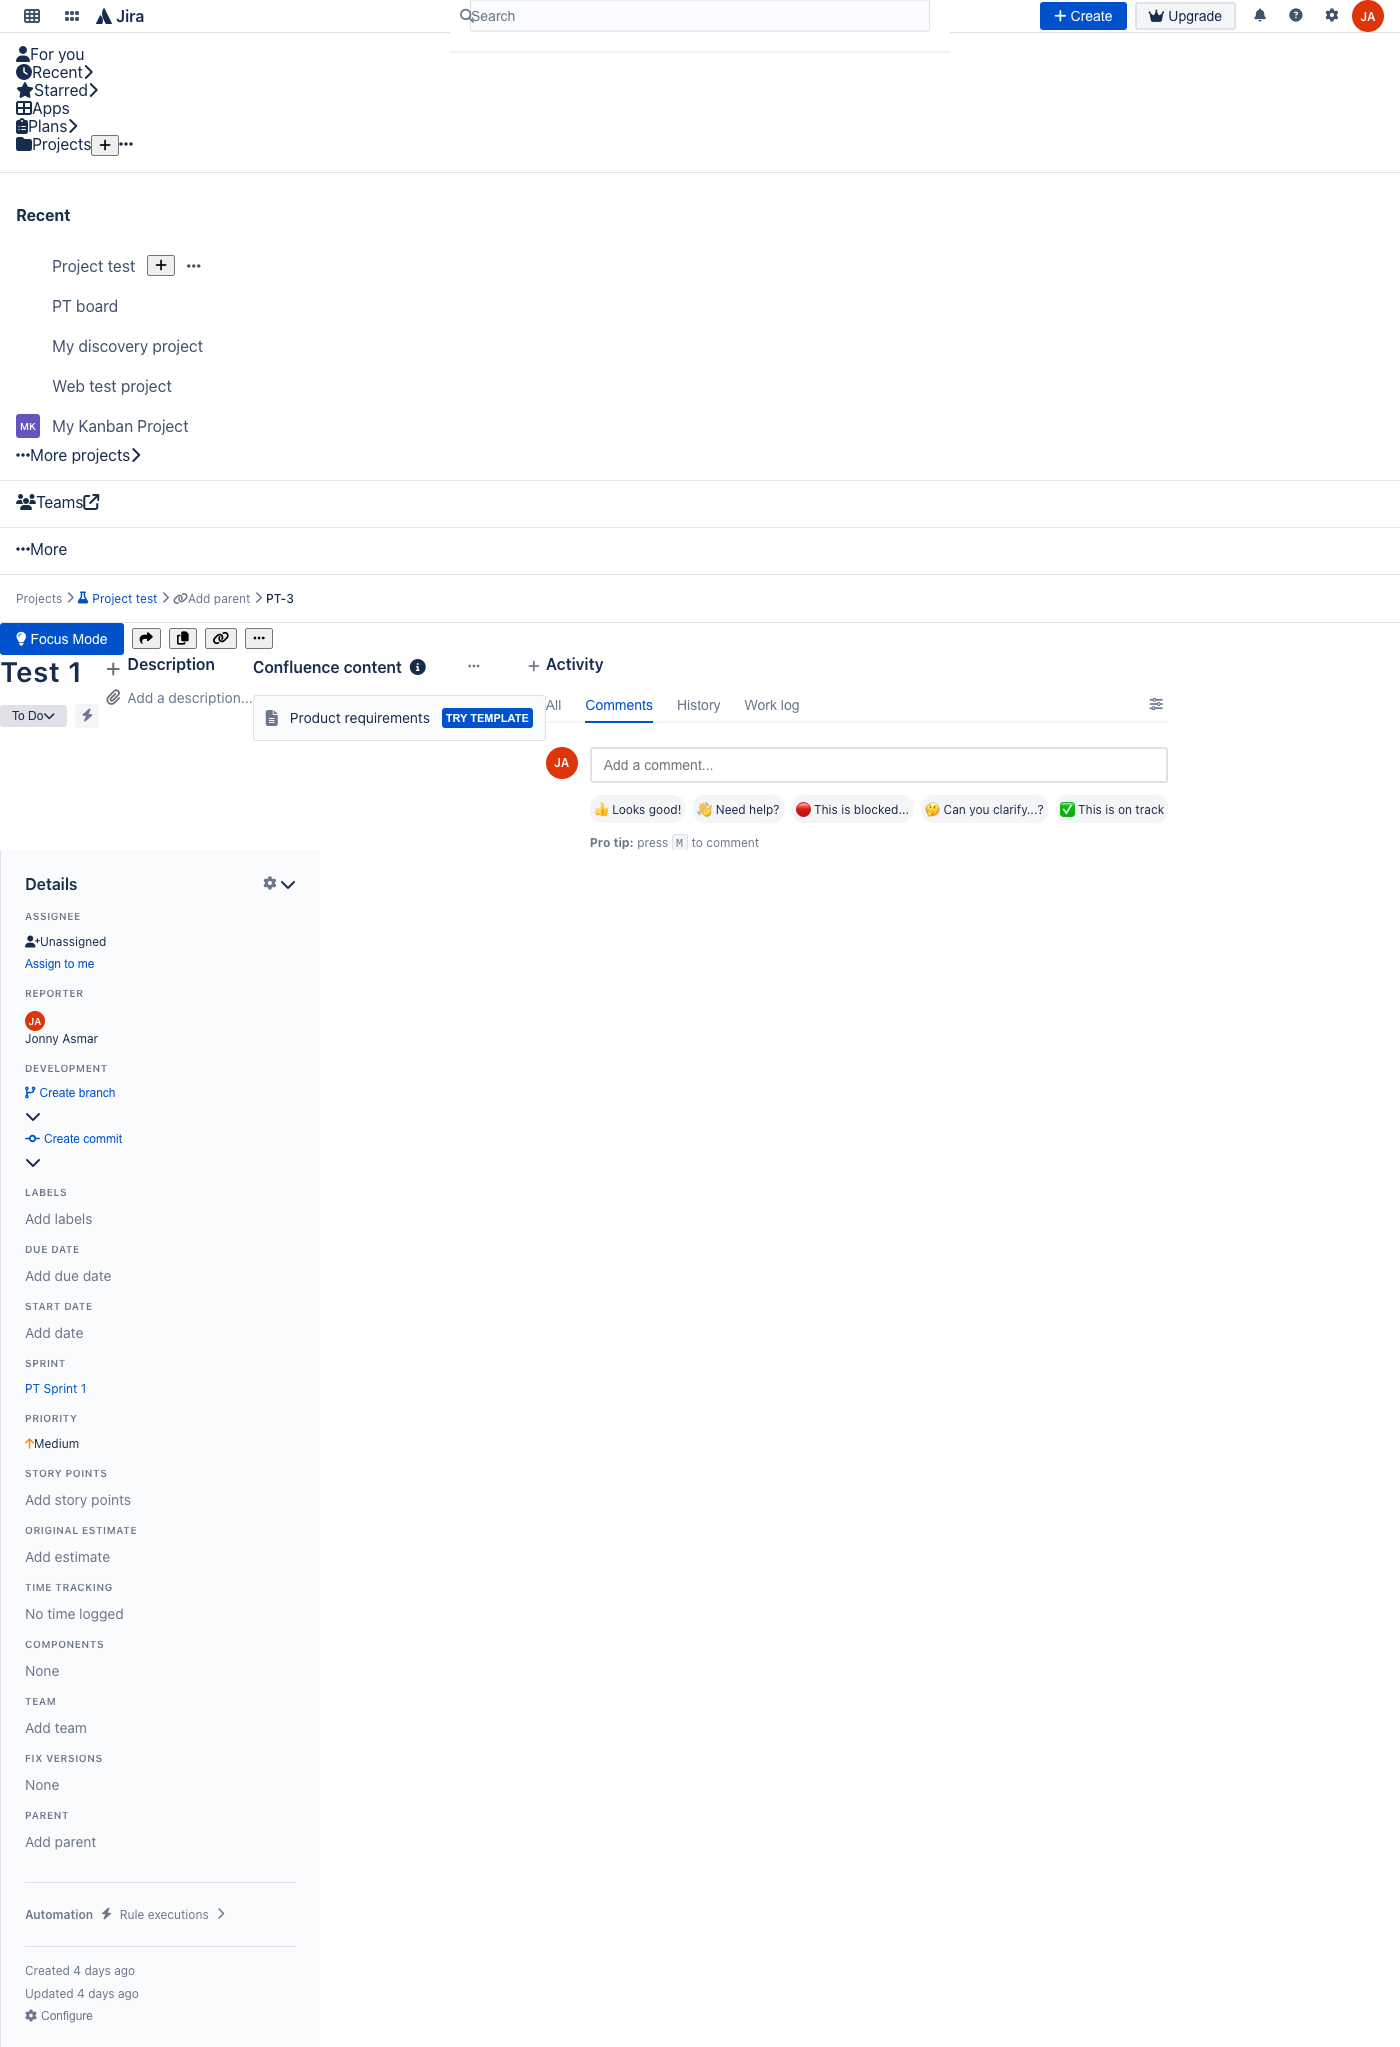 Jira
Search
Create
Upgrade
JA
For you
Recent
Starred
Apps
Plans
Projects
Recent
Project test
PT board
My discovery project
Web test project
MK My Kanban Project
More projects
Teams
More
Projects Project test Add parent PT-3
Focus Mode
Test 1
To Do
Description
Add a description...
Confluence content
Product requirements TRY TEMPLATE
Activity
All Comments History Work log
JA Add a comment...
👍 Looks good! 👋 Need help? 🔴 This is blocked... 🤔 Can you clarify...? ✅ This is on track
Pro tip: press M to comment
Details
ASSIGNEE
Unassigned
Assign to me
REPORTER
JA
Jonny Asmar
DEVELOPMENT
Create branch
Create commit
LABELS
Add labels
DUE DATE
Add due date
START DATE
Add date
SPRINT
PT Sprint 1
PRIORITY
Medium
STORY POINTS
Add story points
ORIGINAL ESTIMATE
Add estimate
TIME TRACKING
No time logged
COMPONENTS
None
TEAM
Add team
FIX VERSIONS
None
PARENT
Add parent
Automation Rule executions
Created 4 days ago
Updated 4 days ago
Configure